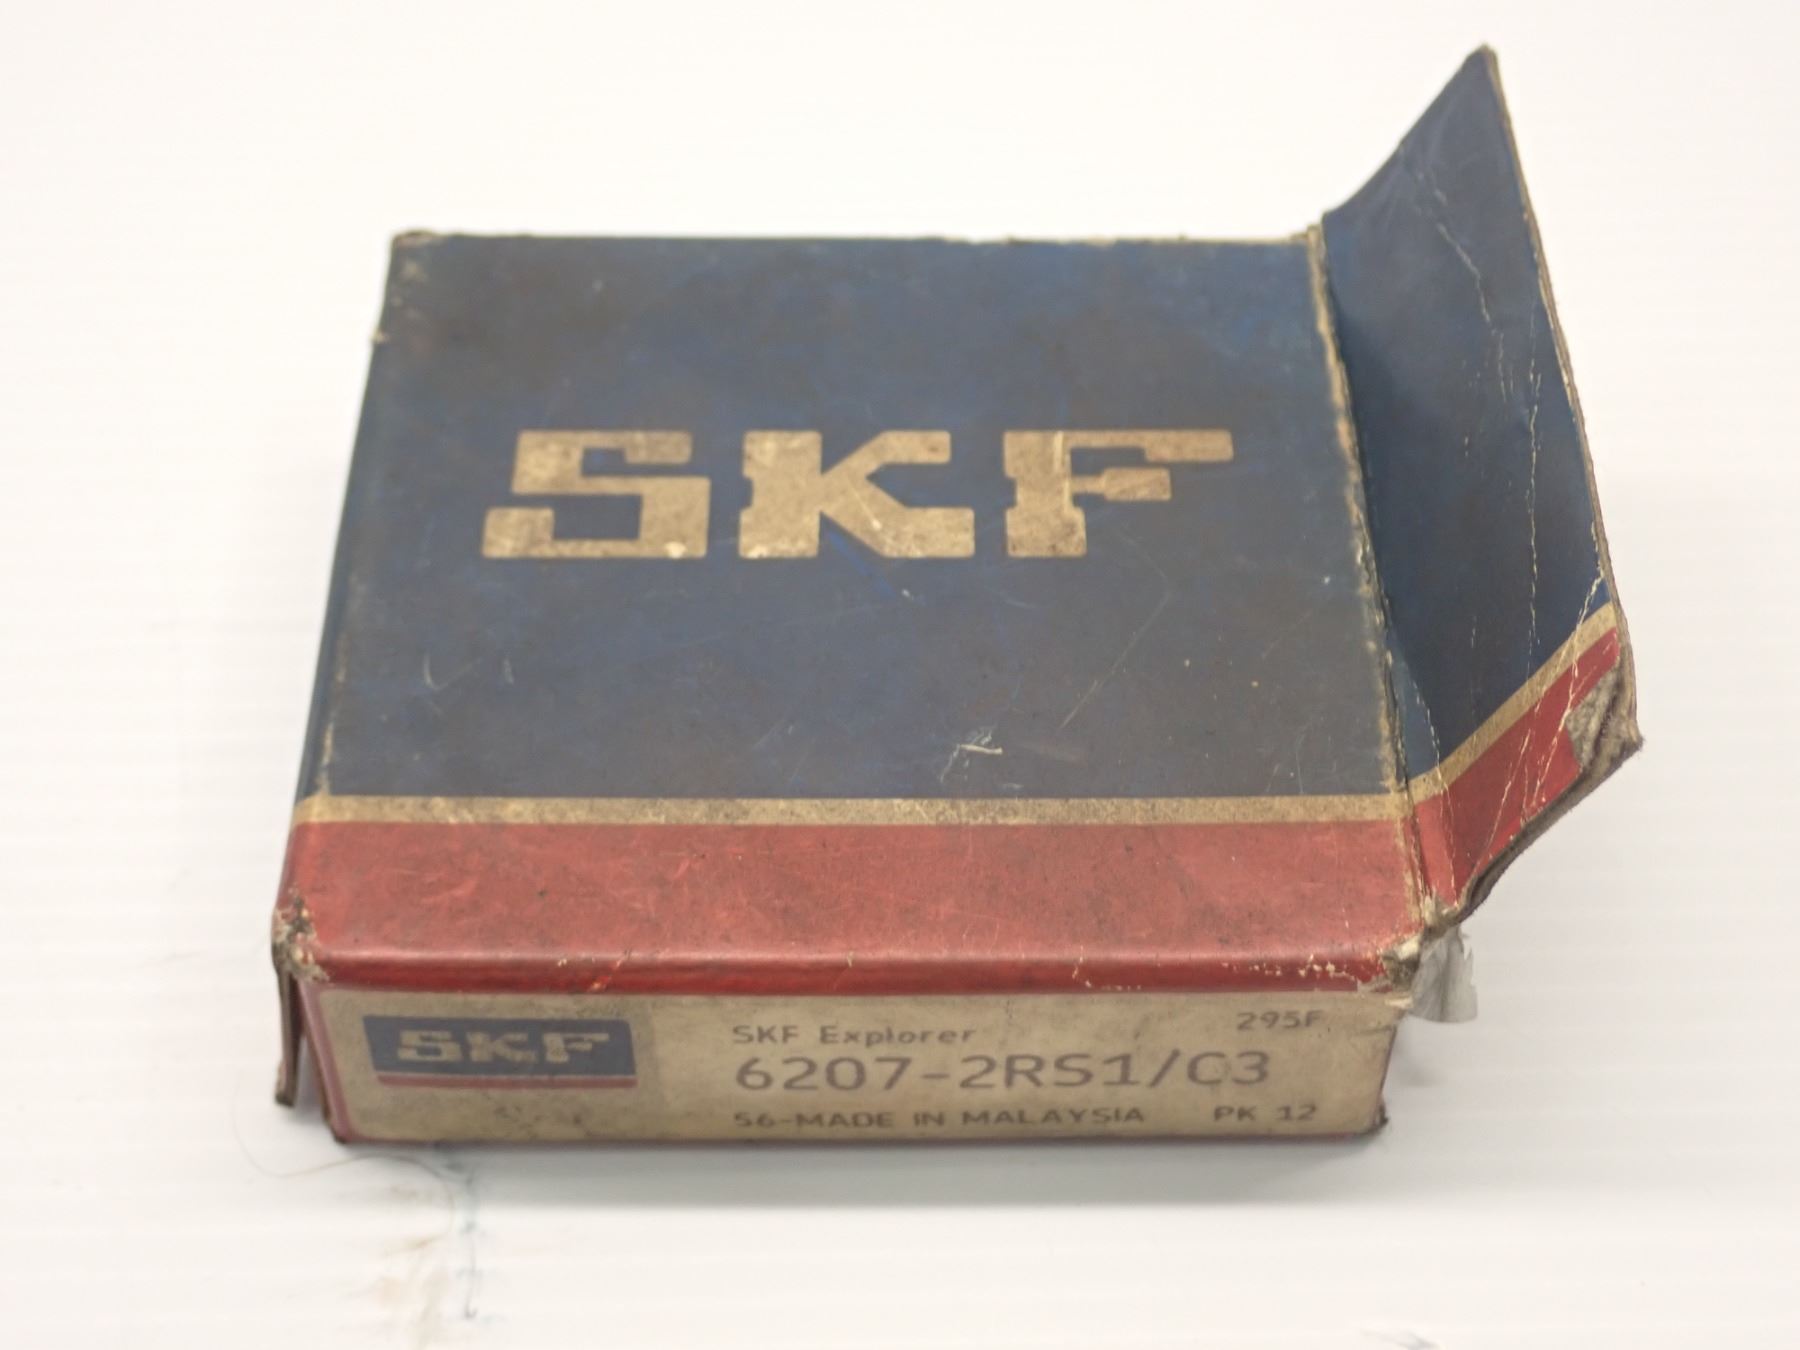 SKF
SKF
SKF Explorer
295F
6207-2RS1/C3
56-MADE IN MALAYSIA PK 12